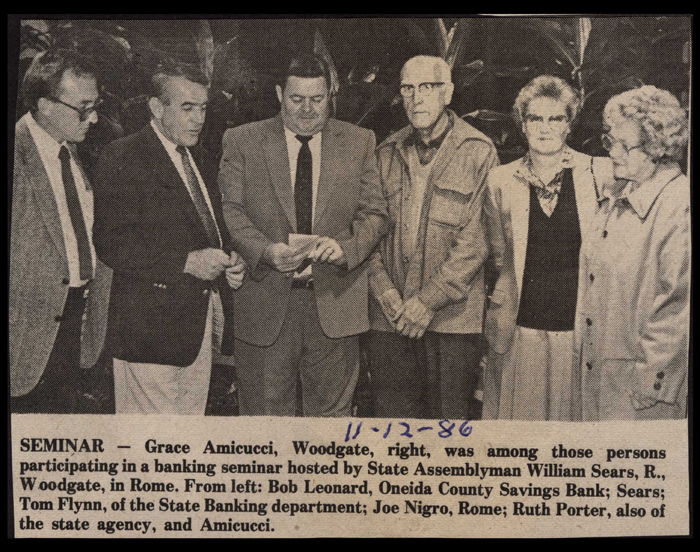 11-12-86
SEMINAR — Grace Amicucci, Woodgate, right, was among those persons
participating in a banking seminar hosted by State Assemblyman William Sears, R.,
Woodgate, in Rome. From left: Bob Leonard, Oneida County Savings Bank; Sears;
Tom Flynn, of the State Banking department; Joe Nigro, Rome; Ruth Porter, also of
the state agency, and Amicucci.